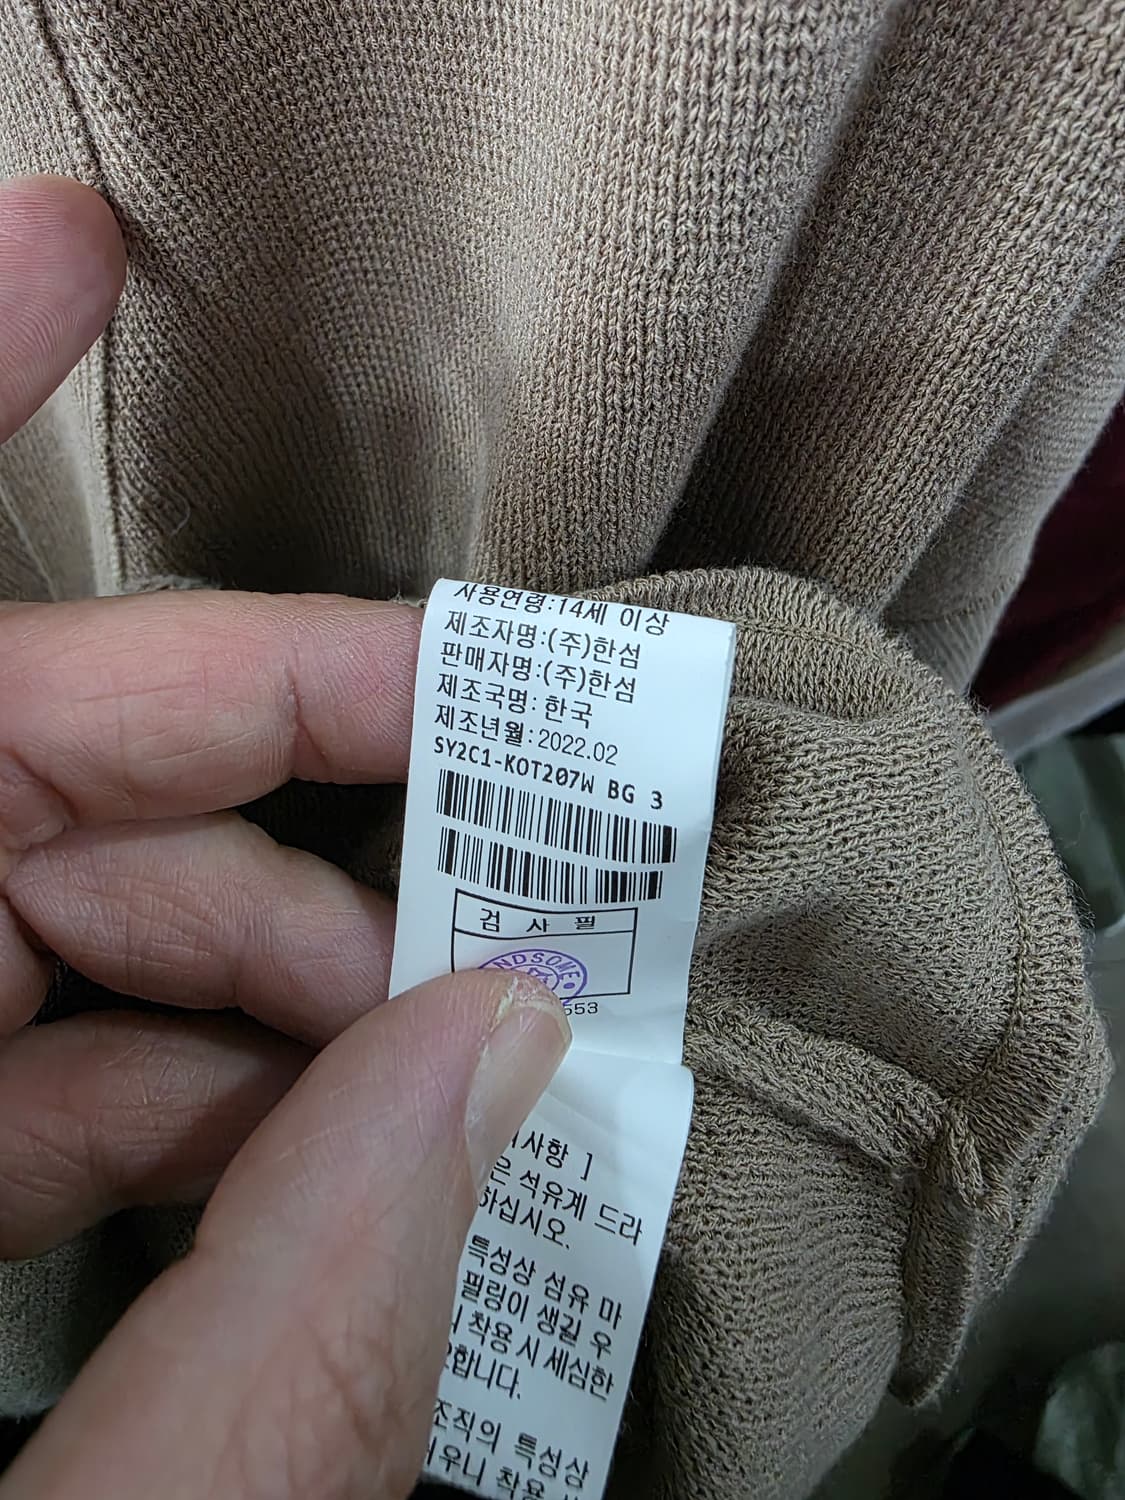 사용연령:14세 이상
제조자명:(주)한섬
판매자명:(주)한섬
제조국명: 한국
제조년월:2022.02
SY2C1-KOT207W BG 3
검 사 필
NDSOME
553
사항 ]
은 석유계 드라
하십시오.
특성상 섬유 마
필링이 생길 우
착용 시 세심한
합니다.
조직의 특성상
우니 착용